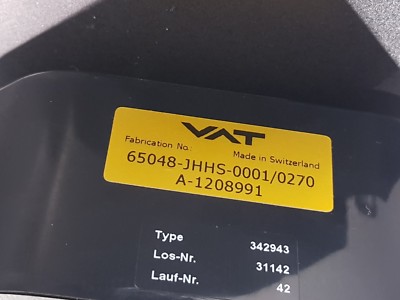 VAT
Fabrication No.: Made in Switzerland
65048-JHHS-0001/0270
A-1208991
Type 342943
Los-Nr. 31142
Lauf-Nr. 42